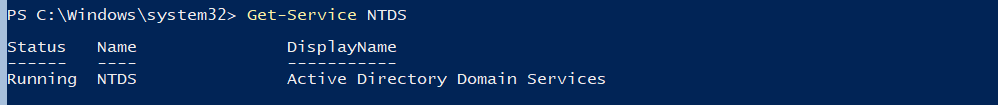 PS C:\Windows\system32> Get-Service NTDS
Status   Name               DisplayName
------   ----               -----------
Running  NTDS               Active Directory Domain Services